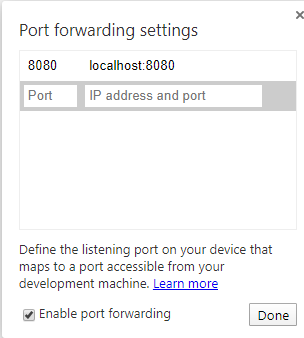 Port forwarding settings
8080 localhost:8080
Port IP address and port
Define the listening port on your device that
maps to a port accessible from your
development machine. Learn more
Enable port forwarding Done